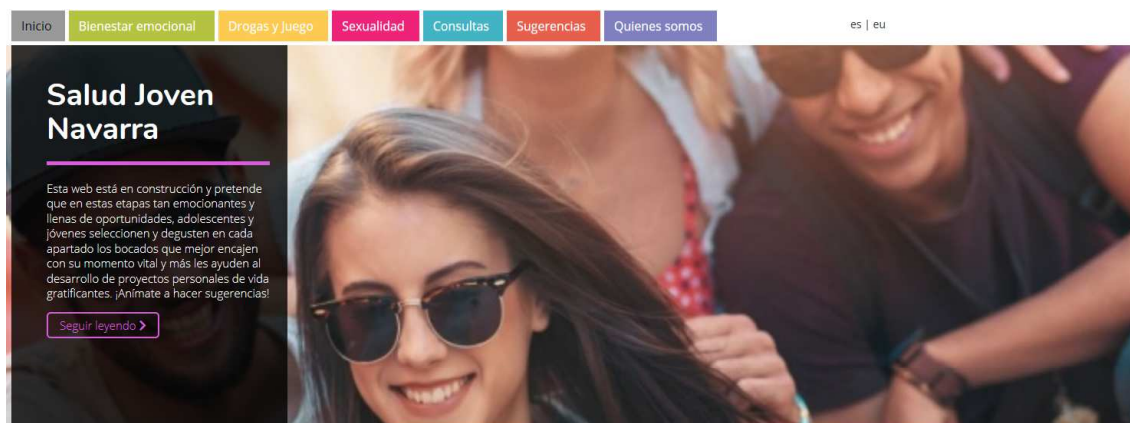 Inicio
Bienestar emocional
Drogas y Juego
Sexualidad
Consultas
Sugerencias
Quienes somos
es | eu
Salud Joven
Navarra
Esta web está en construcción y pretende
que en estas etapas tan emocionantes y
llenas de oportunidades, adolescentes y
jóvenes seleccionen y degusten en cada
apartado los bocados que mejor encajen
con su momento vital y más les ayuden al
desarrollo de proyectos personales de vida
gratificantes. ¡Anímate a hacer sugerencias!
Seguir leyendo